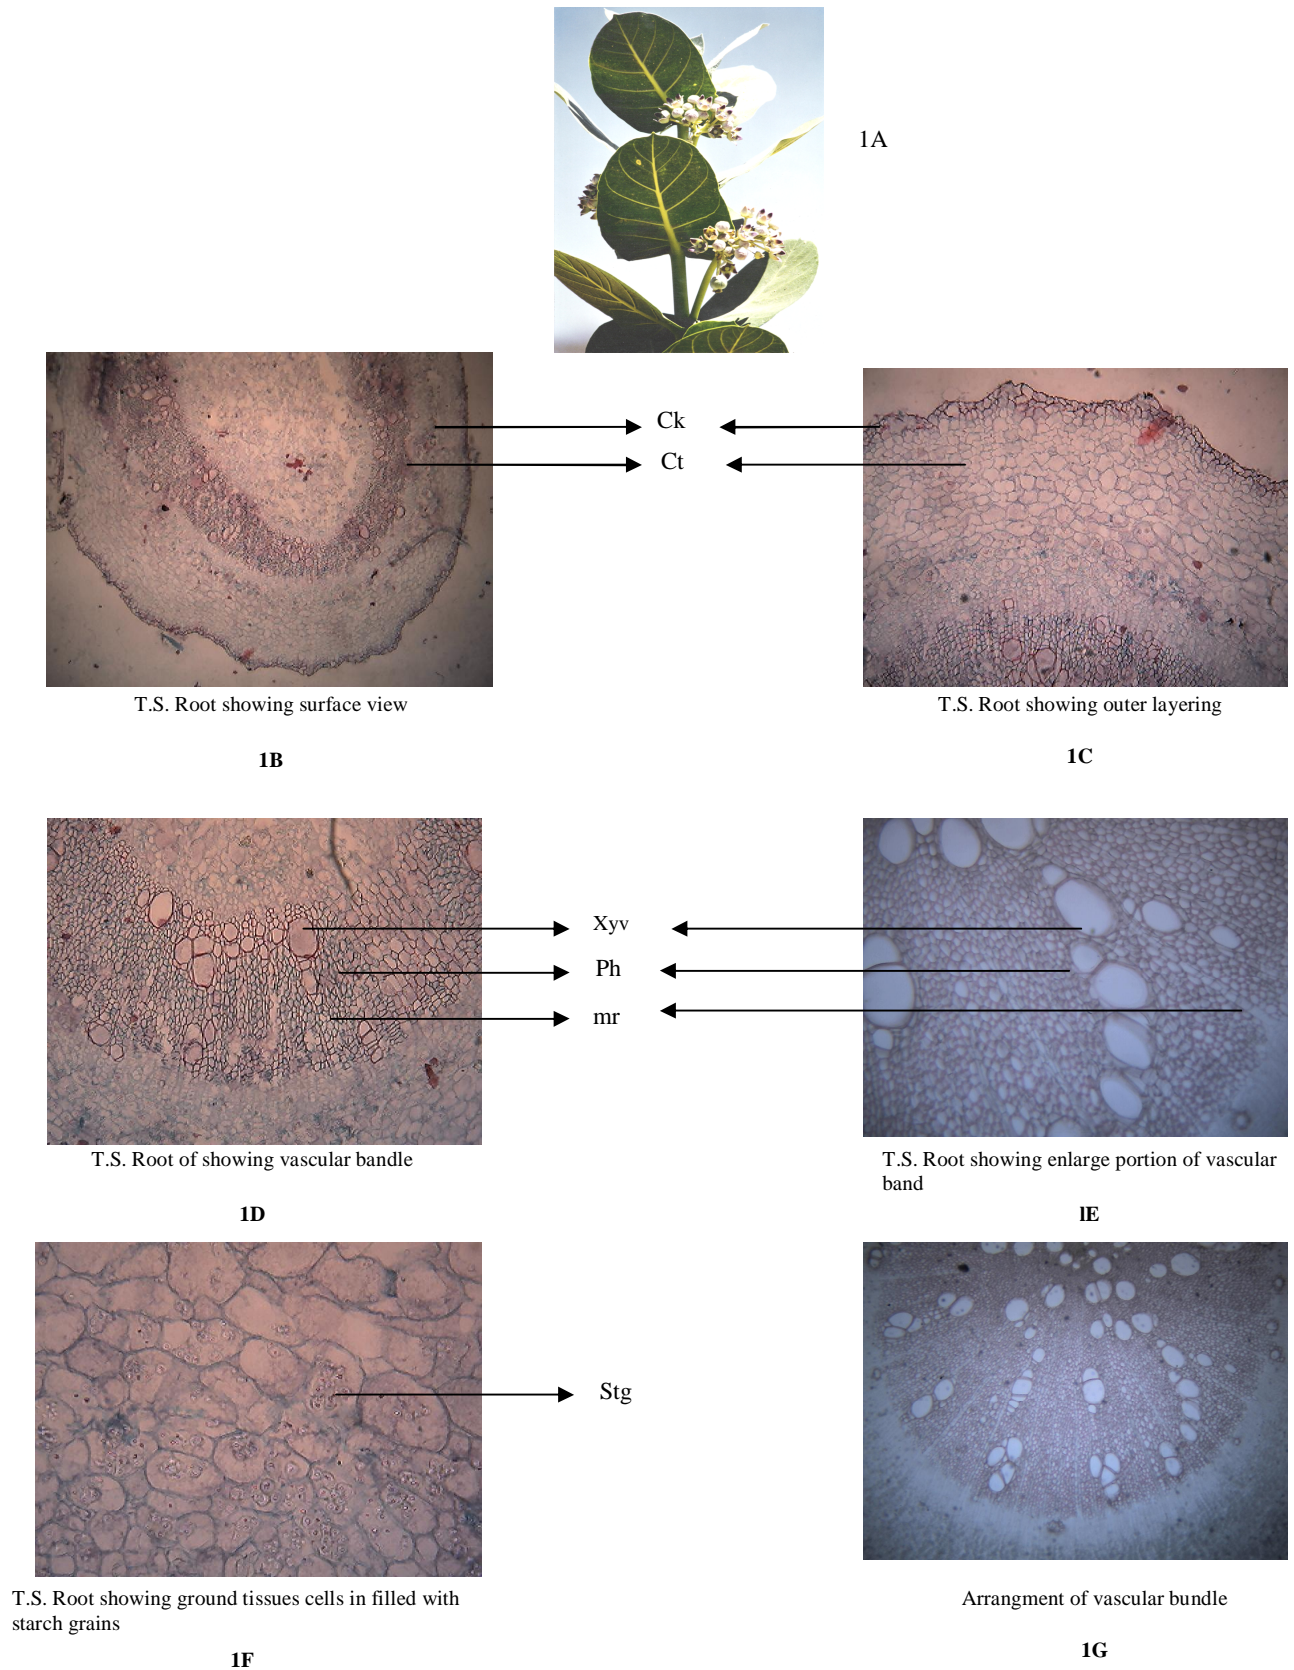 1A
Ck
Ct
T.S. Root showing surface view
T.S. Root showing outer layering
1B
1C
Xyv
Ph
mr
T.S. Root of showing vascular bandle
T.S. Root showing enlarge portion of vascular
band
1D
lE
Stg
T.S. Root showing ground tissues cells in filled with
starch grains
Arrangment of vascular bundle
1F
1G